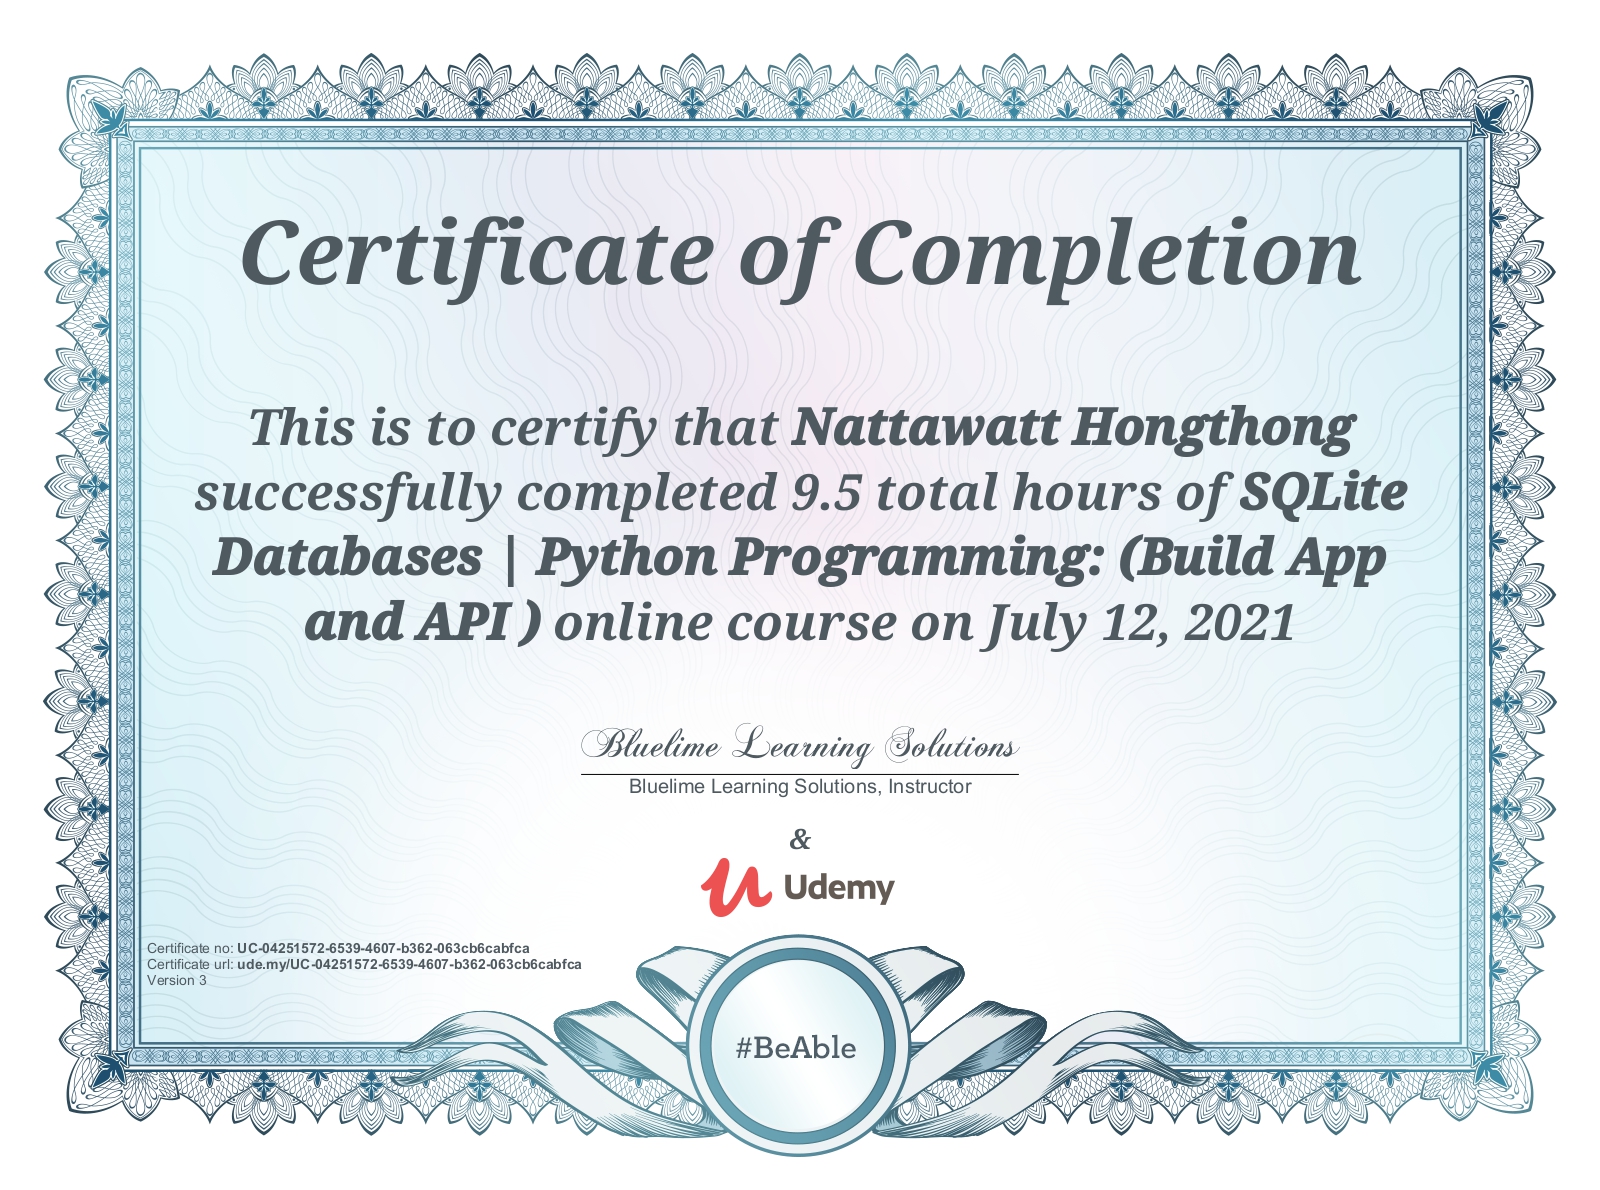 Certificate of Completion
This is to certify that Nattawatt Hongthong
successfully completed 9.5 total hours of SQLite
Databases | Python Programming: (Build App
and API ) online course on July 12, 2021
Bluelime Learning Solutions
Bluelime Learning Solutions, Instructor
&
Udemy
Certificate no: UC-04251572-6539-4607-b362-063cb6cabfca
Certificate url: ude.my/UC-04251572-6539-4607-b362-063cb6cabfca
Version 3
#BeAble